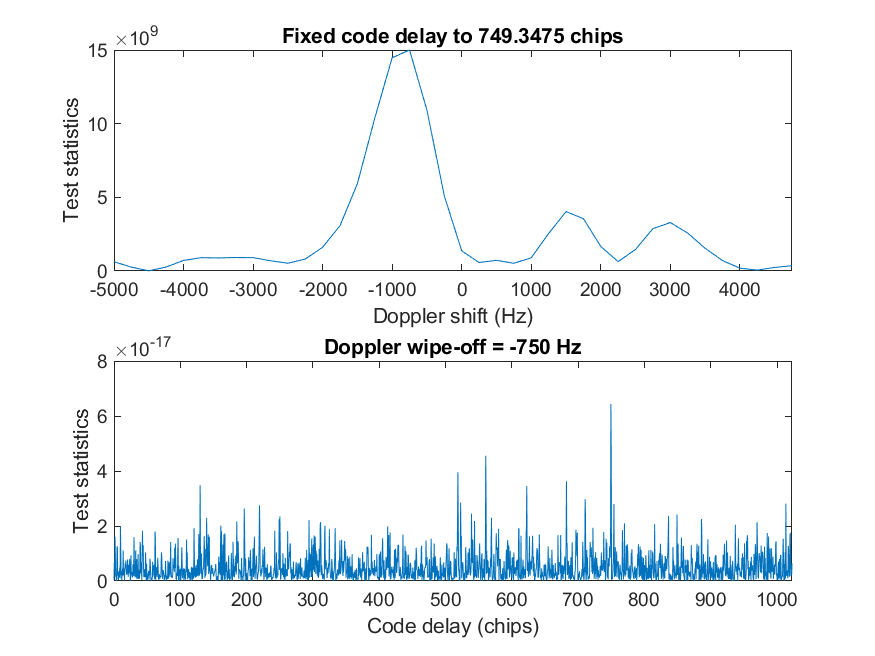 ×10^9
Fixed code delay to 749.3475 chips
15
10
5
0
Test statistics
-5000 -4000 -3000 -2000 -1000 0 1000 2000 3000 4000
Doppler shift (Hz)
×10^-17
Doppler wipe-off = -750 Hz
8
6
4
2
0
Test statistics
0 100 200 300 400 500 600 700 800 900 1000
Code delay (chips)